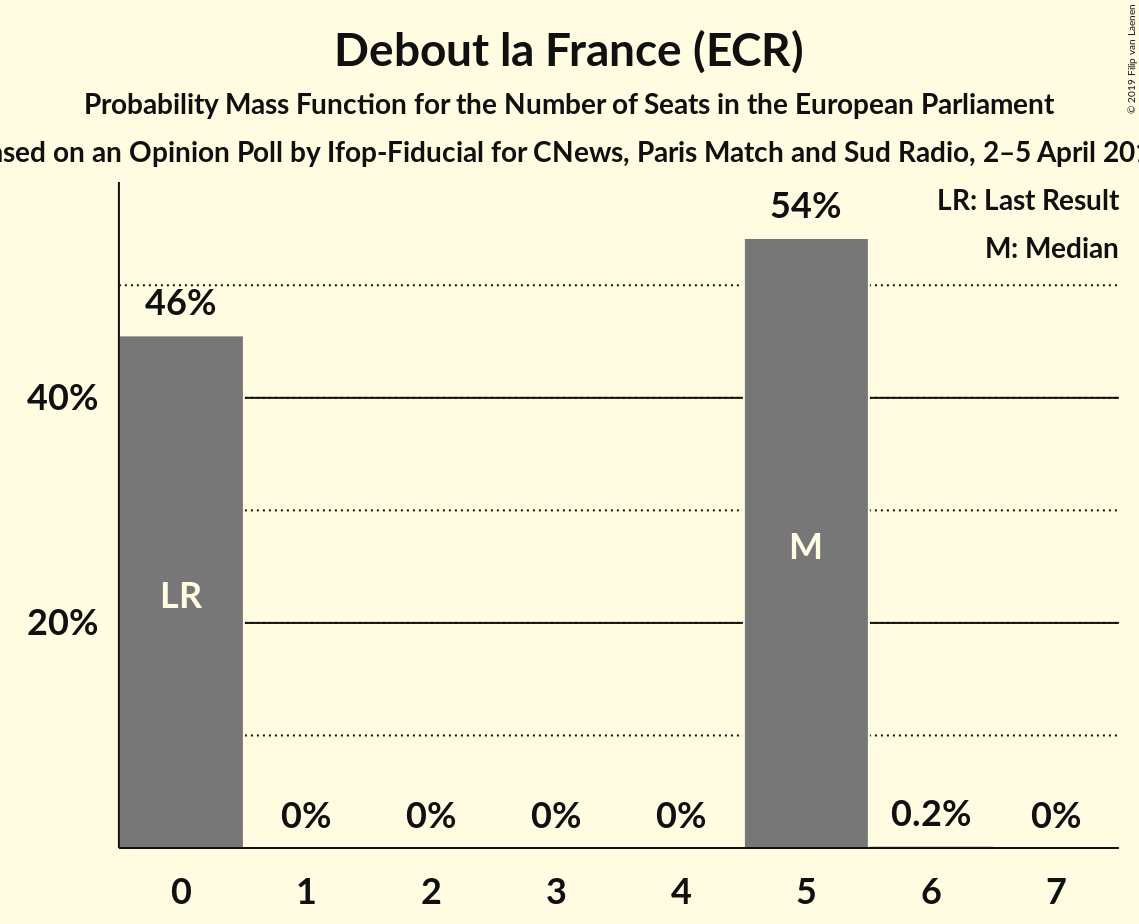 Debout la France (ECR)
Probability Mass Function for the Number of Seats in the European Parliament
on an Opinion Poll by Ifop-Fiducial for CNews, Paris Match and Sud Radio, 2–5 April
© 2019 Filip van Laenen
LR: Last Result
M: Median
54%
46%
40%
20%
LR
M
0% 0% 0% 0% 0.2% 0%
0 1 2 3 4 5 6 7